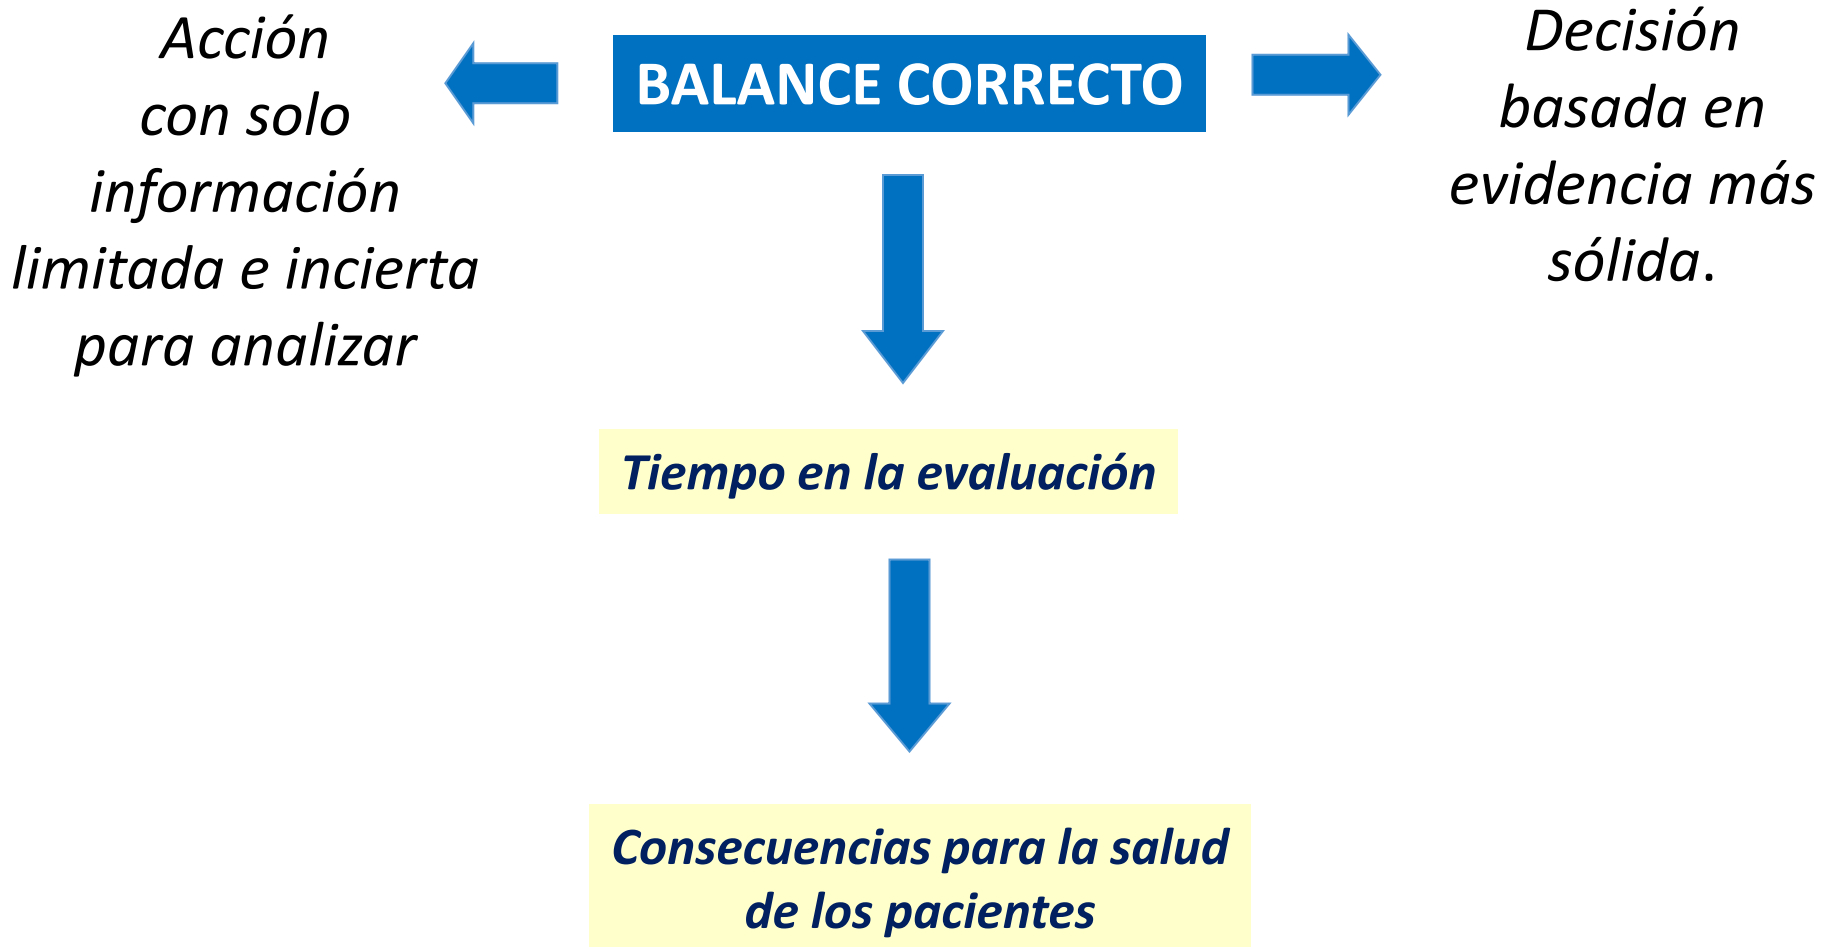 Acción
con solo
información
limitada e incierta
para analizar
BALANCE CORRECTO
Decisión
basada en
evidencia más
sólida.
Tiempo en la evaluación
Consecuencias para la salud
de los pacientes